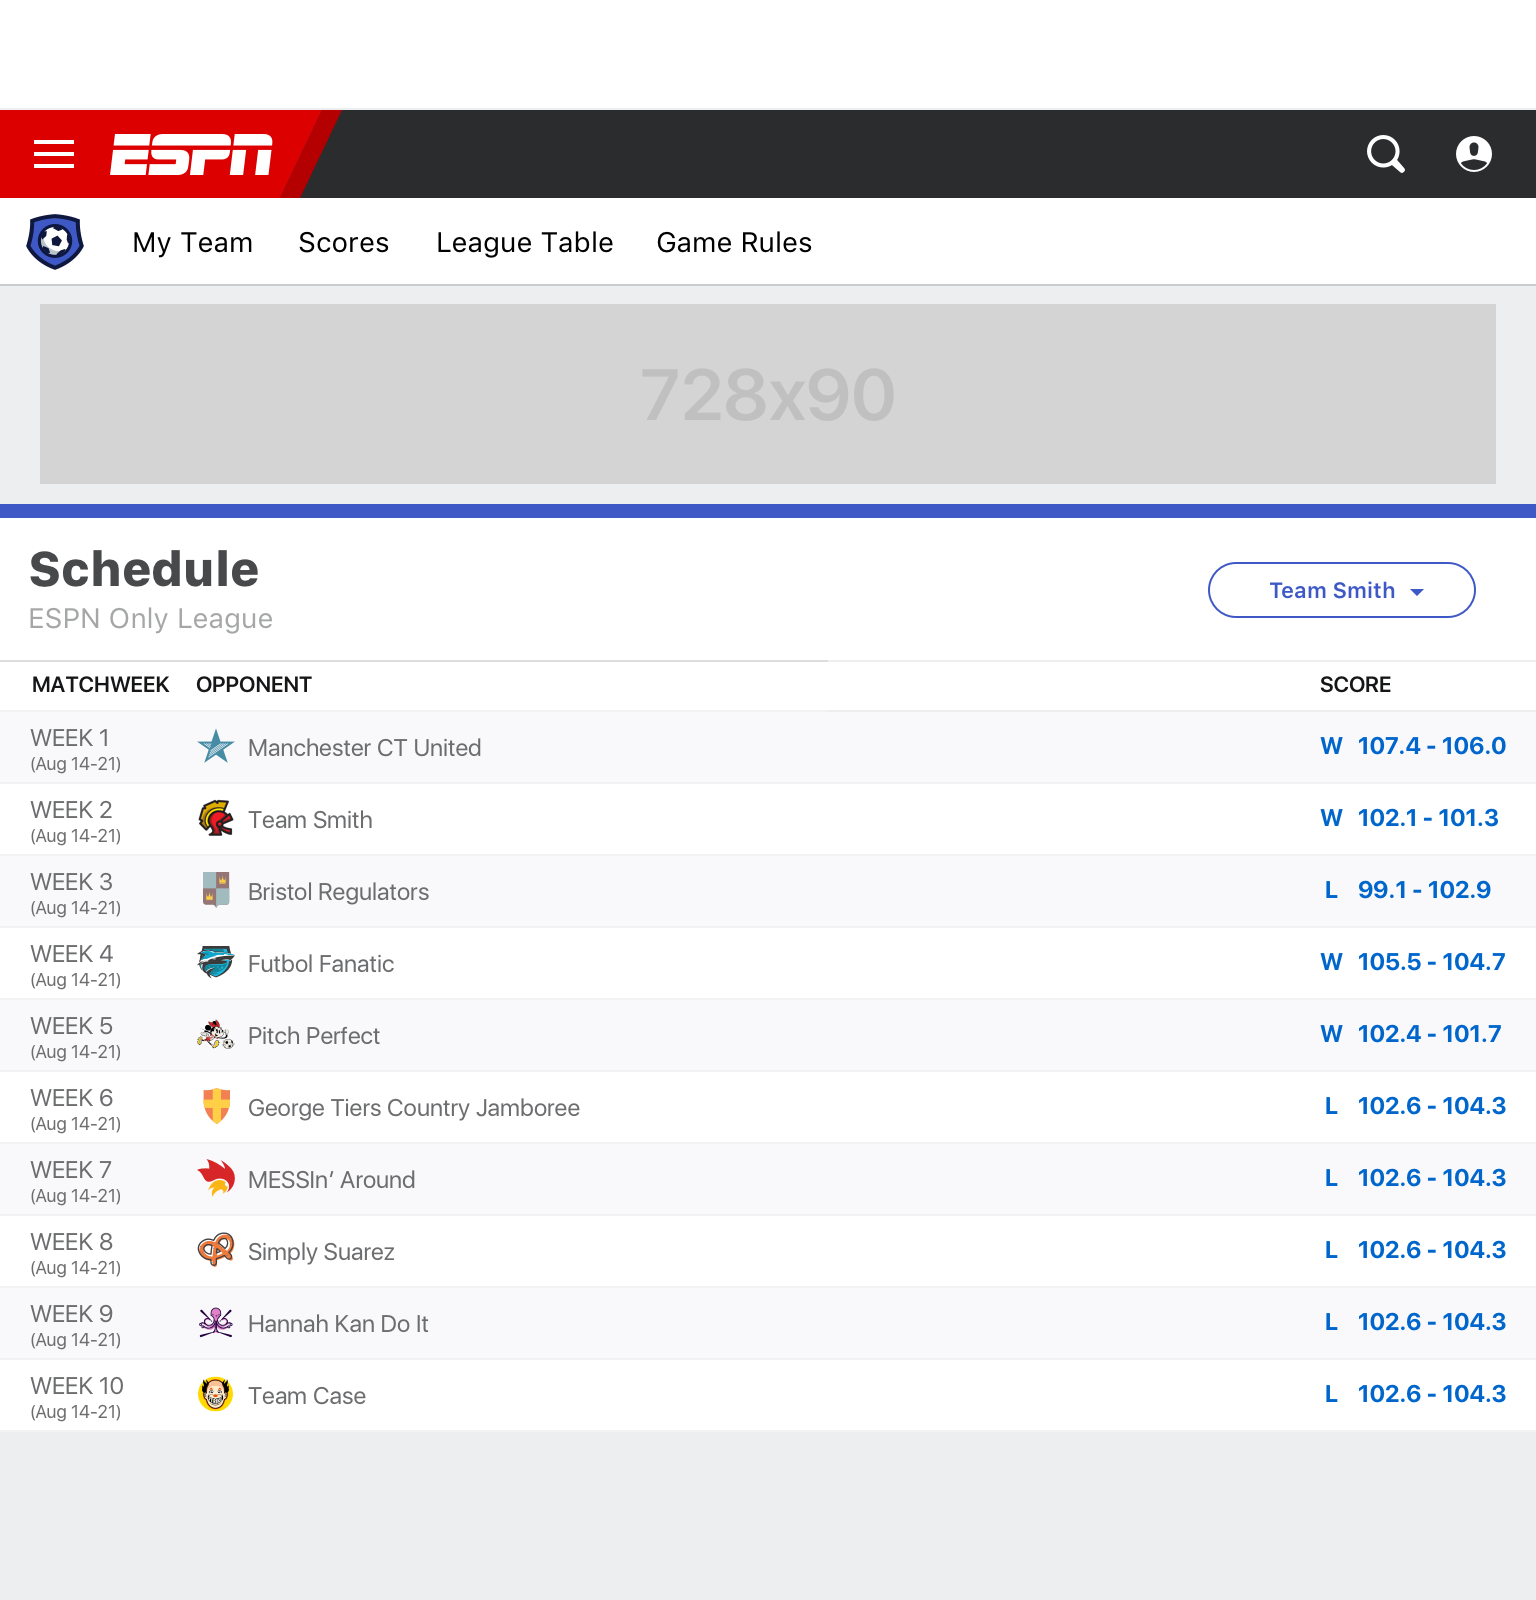 ESPN
My Team Scores League Table Game Rules
728x90
Schedule
ESPN Only League
Team Smith
MATCHWEEK OPPONENT SCORE
WEEK 1
(Aug 14-21)
Manchester CT United W 107.4 - 106.0
WEEK 2
(Aug 14-21)
Team Smith W 102.1 - 101.3
WEEK 3
(Aug 14-21)
Bristol Regulators L 99.1 - 102.9
WEEK 4
(Aug 14-21)
Futbol Fanatic W 105.5 - 104.7
WEEK 5
(Aug 14-21)
Pitch Perfect W 102.4 - 101.7
WEEK 6
(Aug 14-21)
George Tiers Country Jamboree L 102.6 - 104.3
WEEK 7
(Aug 14-21)
MESSIn’ Around L 102.6 - 104.3
WEEK 8
(Aug 14-21)
Simply Suarez L 102.6 - 104.3
WEEK 9
(Aug 14-21)
Hannah Kan Do It L 102.6 - 104.3
WEEK 10
(Aug 14-21)
Team Case L 102.6 - 104.3